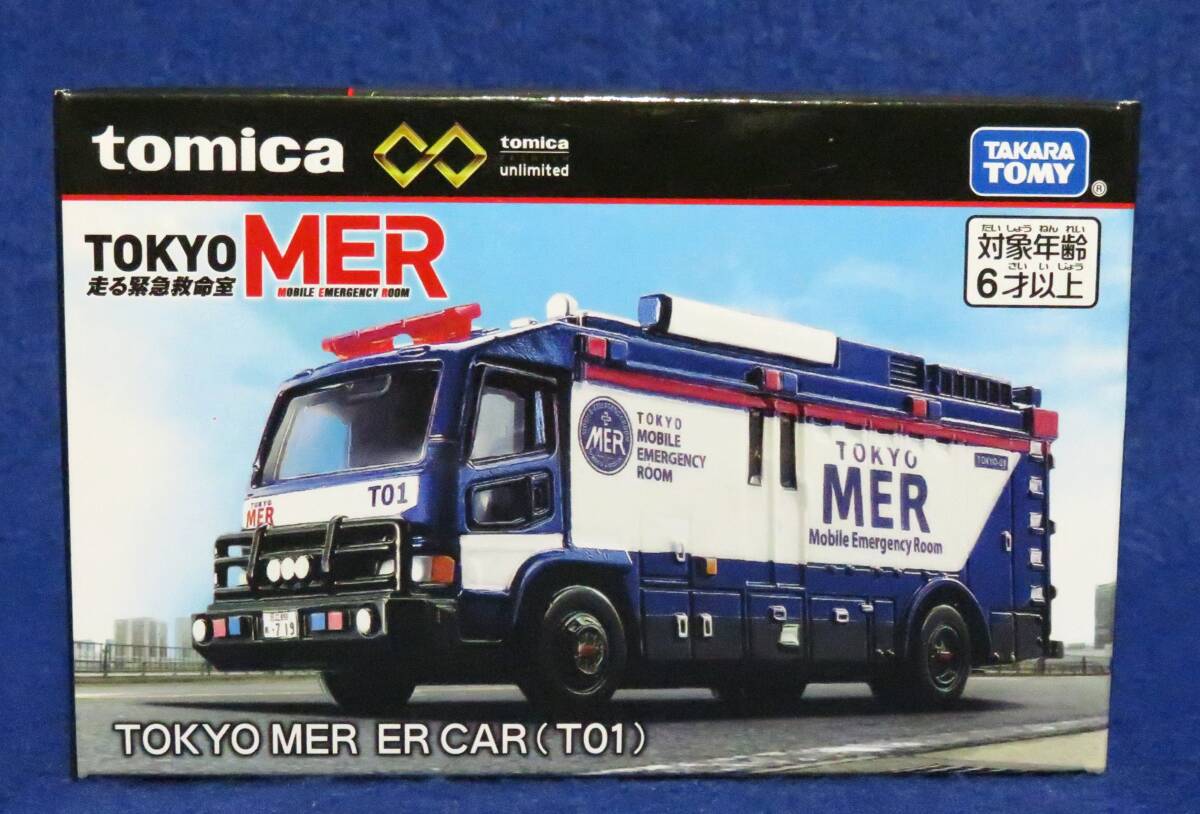 tomica
tomica
PREMIUM
unlimited
TAKARA
TOMY
®
TOKYO
走る緊急救命室
MER
MOBILE EMERGENCY ROOM
たいしょうねんれい
対象年齢
さいいじょう
6才以上
T01
TOKYO
MER
MER
TOKYO
MOBILE
EMERGENCY
ROOM
TOKYO
MER
Mobile Emergency Room
・719
TOKYO MER ER CAR (T01)